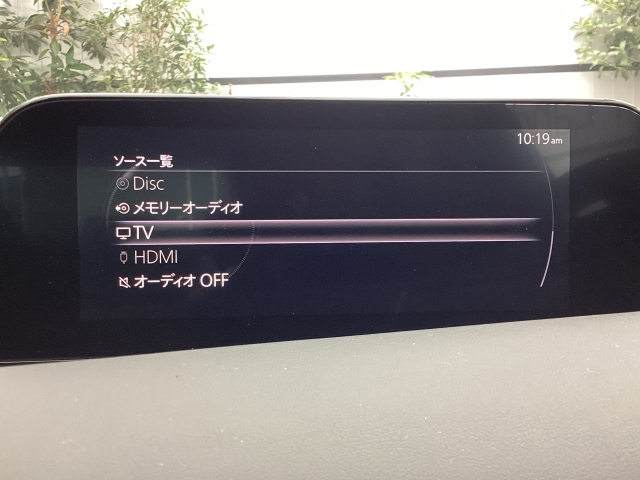 10:19am
ソース一覧
Disc
メモリーオーディオ
TV
HDMI
オーディオ OFF